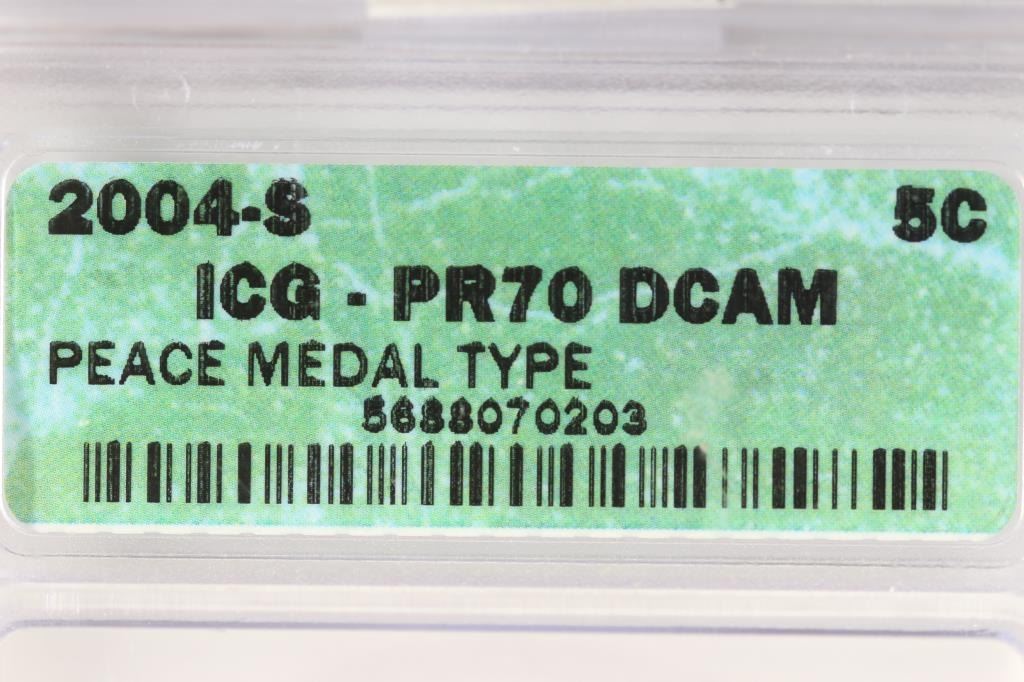 2004-S 5C
ICG - PR70 DCAM
PEACE MEDAL TYPE
5688070203